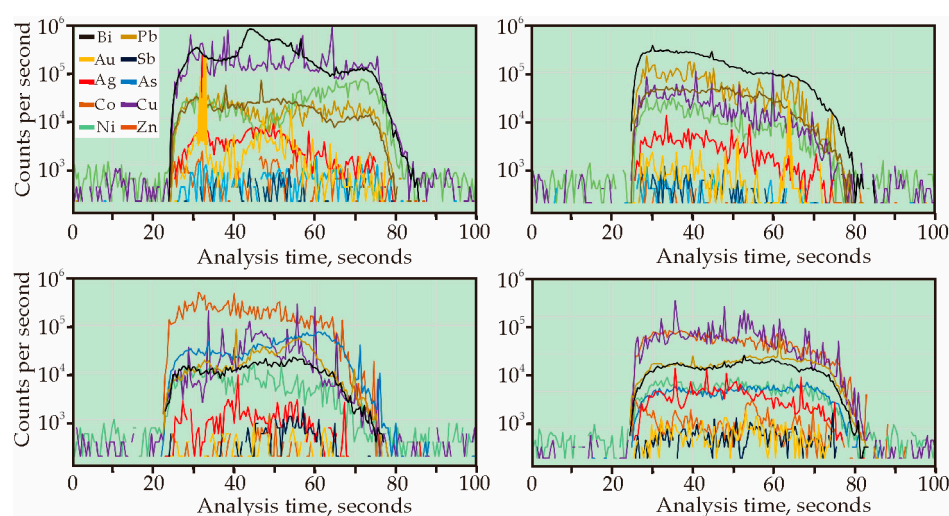 Counts per second
10⁶
10⁵
10⁴
10³
Bi Pb
Au Sb
Ag As
Co Cu
Ni Zn
0 20 40 60 80 100
Analysis time, seconds
10⁶
10⁵
10⁴
10³
0 20 40 60 80 100
Analysis time, seconds
Counts per second
10⁶
10⁵
10⁴
10³
0 20 40 60 80 100
Analysis time, seconds
10⁶
10⁵
10⁴
10³
0 20 40 60 80 100
Analysis time, seconds